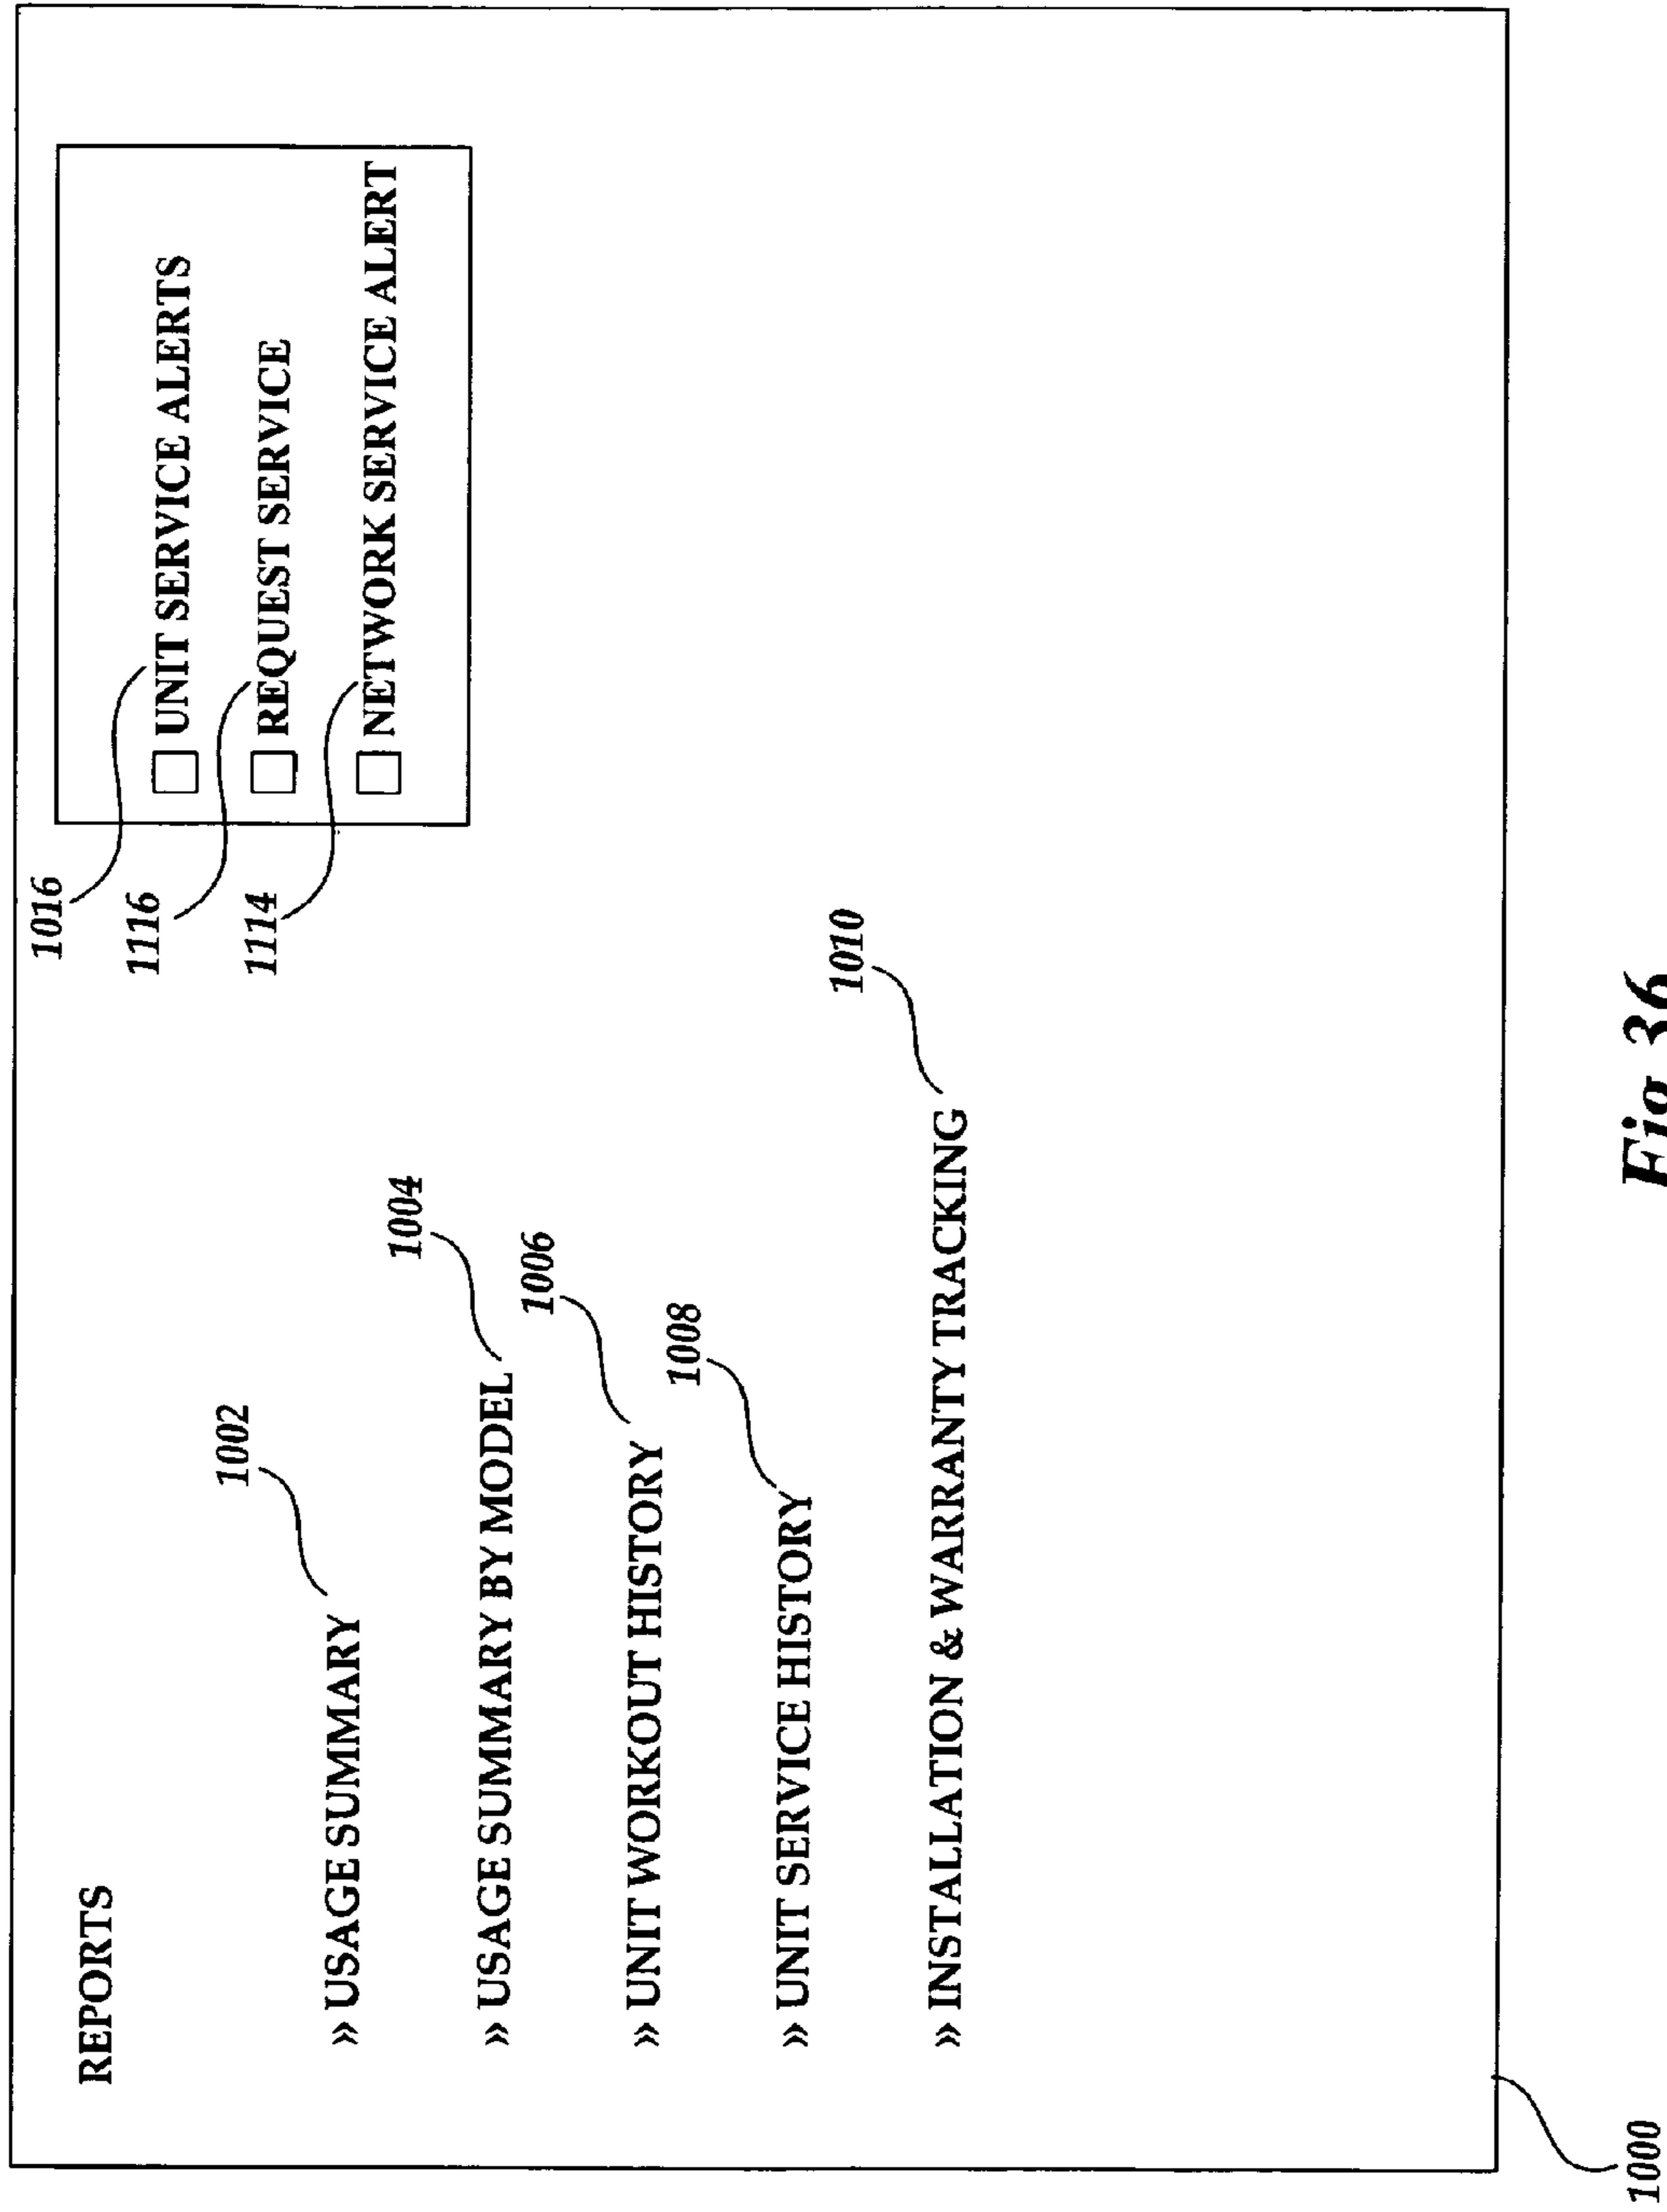 REPORTS
1016
UNIT SERVICE ALERTS
1116
REQUEST SERVICE
1114
NETWORK SERVICE ALERT
1002
» USAGE SUMMARY
1004
» USAGE SUMMARY BY MODEL
1006
» UNIT WORKOUT HISTORY
1008
» UNIT SERVICE HISTORY
1010
» INSTALLATION & WARRANTY TRACKING
1000
Fig. 36